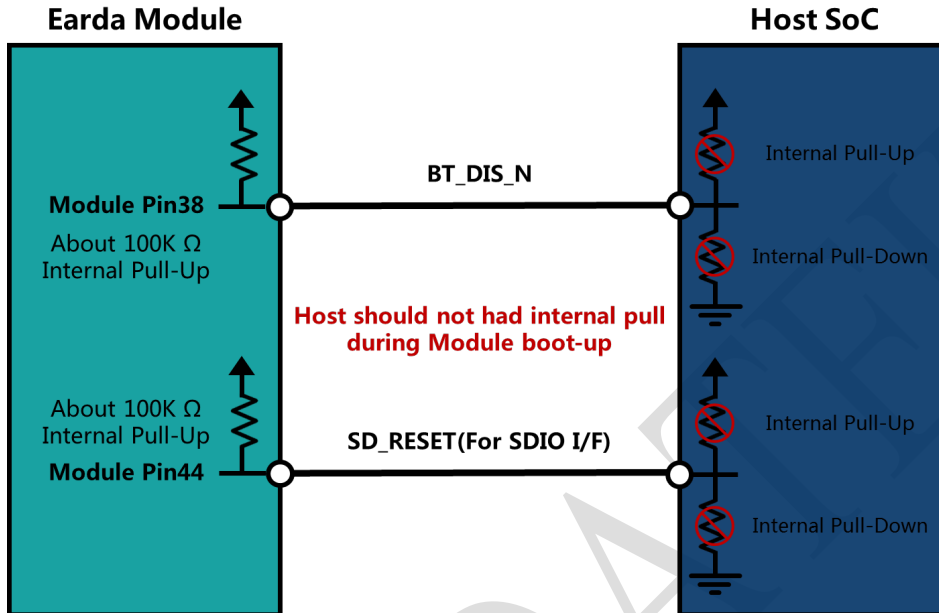 Earda Module
Host SoC
Internal Pull-Up
BT_DIS_N
Module Pin38
About 100K Ω
Internal Pull-Up
Internal Pull-Down
Host should not had internal pull
during Module boot-up
About 100K Ω
Internal Pull-Up
Internal Pull-Up
SD_RESET(For SDIO I/F)
Module Pin44
Internal Pull-Down